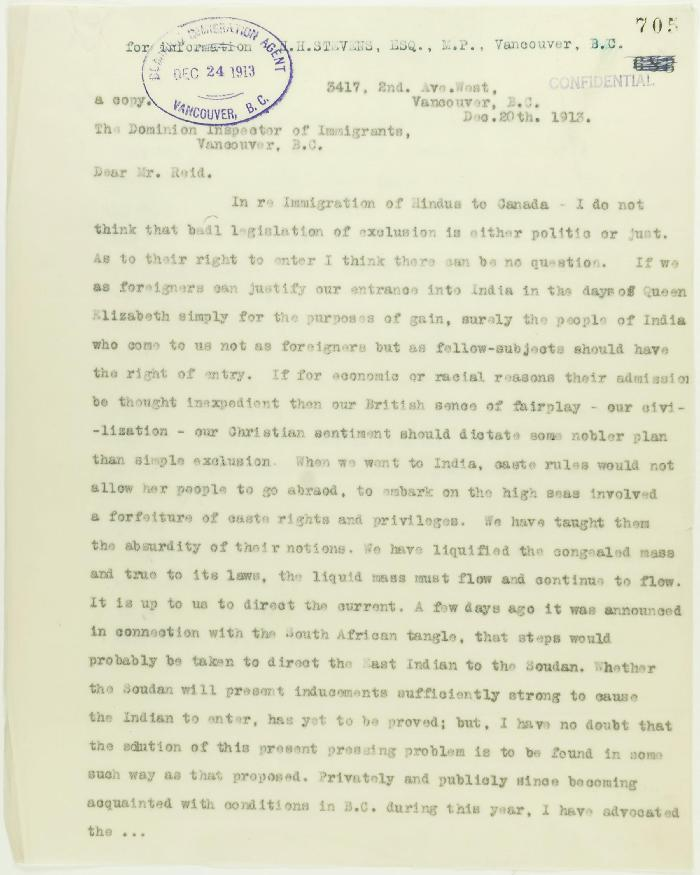 705
for information H.H.STEVENS, ESQ., M.P., Vancouver, B.C.
IMMIGRATION AGENT
DEC 24 1913
VANCOUVER, B. C.
CONFIDENTIAL
3417, 2nd. Ave.West,
a copy. Vancouver, B.C.
Dec.20th. 1913.
The Dominion Inspector of Immigrants,
Vancouver, B.C.
Dear Mr. Reid.
In re Immigration of Hindus to Canada - I do not
think that legislation of exclusion is either politic or just.
As to their right to enter I think there can be no question. If we
as foreigners can justify our entrance into India in the days of Queen
Elizabeth simply for the purposes of gain, surely the people of India
who come to us not as foreigners but as fellow-subjects should have
the right of entry. If for economic or racial reasons their admission
be thought inexpedient then our British sence of fairplay - our civi-
-lization - our Christian sentiment should dictate some nobler plan
than simple exclusion. When we went to India, caste rules would not
allow her people to go abraod, to embark on the high seas involved
a forfeiture of caste rights and privileges. We have taught them
the absurdity of their notions. We have liquified the congealed mass
and true to its laws, the liquid mass must flow and continue to flow.
It is up to us to direct the current. A few days ago it was announced
in connection with the South African tangle, that steps would
probably be taken to direct the East Indian to the Soudan. Whether
the Soudan will present inducements sufficiently strong to cause
the Indian to enter, has yet to be proved; but, I have no doubt that
the solution of this present pressing problem is to be found in some
such way as that proposed. Privately and publicly since becoming
acquainted with conditions in B.C. during this year, I have advocated
the ...